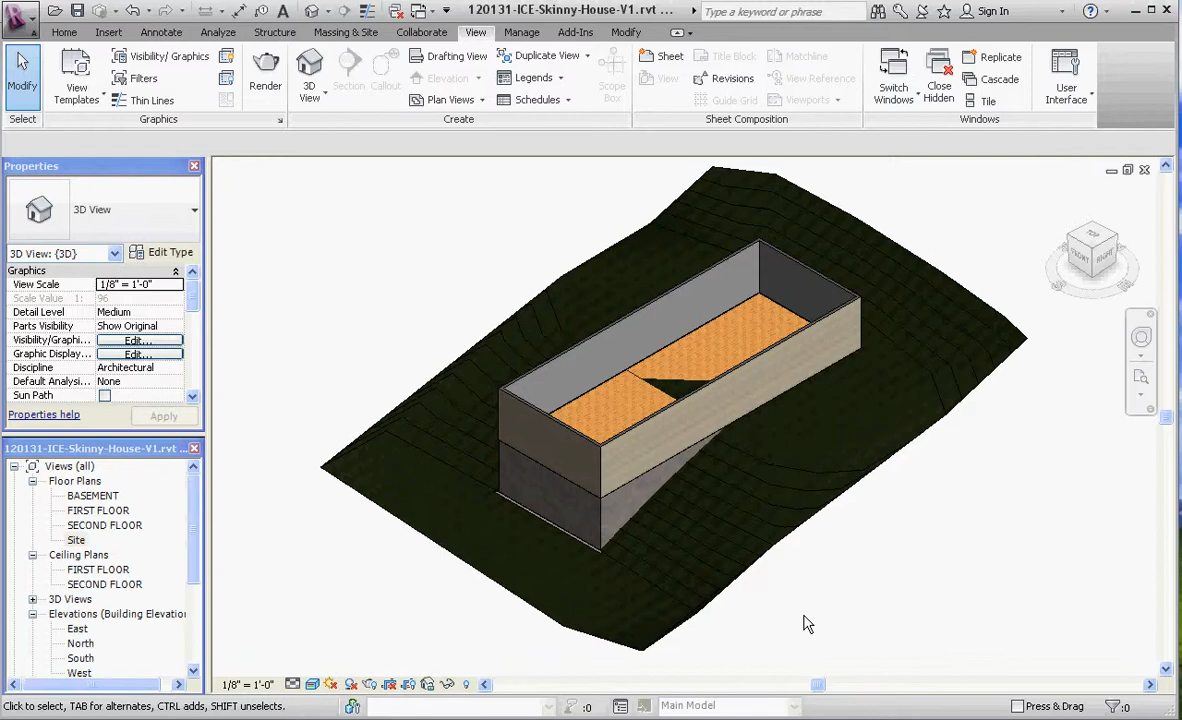 120131-ICE-Skinny-House-V1.rvt ...
Type a keyword or phrase
Sign In
Home Insert Annotate Analyze Structure Massing & Site Collaborate View Manage Add-Ins Modify
Modify
View Templates
Visibility/ Graphics
Filters
Thin Lines
Render
3D View
Section
Callout
Drafting View
Elevation
Plan Views
Duplicate View
Legends
Schedules
Scope Box
Sheet
View
Title Block
Revisions
Guide Grid
Matchline
View Reference
Viewports
Switch Windows
Close Hidden
Replicate
Cascade
Tile
User Interface
Select Graphics Create Sheet Composition Windows
Properties
3D View
3D View: {3D} Edit Type
Graphics
View Scale 1/8" = 1'-0"
Scale Value 1: 96
Detail Level Medium
Parts Visibility Show Original
Visibility/Graphi... Edit...
Graphic Display... Edit...
Discipline Architectural
Default Analysi... None
Sun Path
Properties help Apply
120131-ICE-Skinny-House-V1.rvt ...
Views (all)
Floor Plans
BASEMENT
FIRST FLOOR
SECOND FLOOR
Site
Ceiling Plans
FIRST FLOOR
SECOND FLOOR
3D Views
Elevations (Building Elevation
East
North
South
West
TOP
FRONT
RIGHT
1/8" = 1'-0"
Click to select, TAB for alternates, CTRL adds, SHIFT unselects.
:0
Main Model
Press & Drag
:0